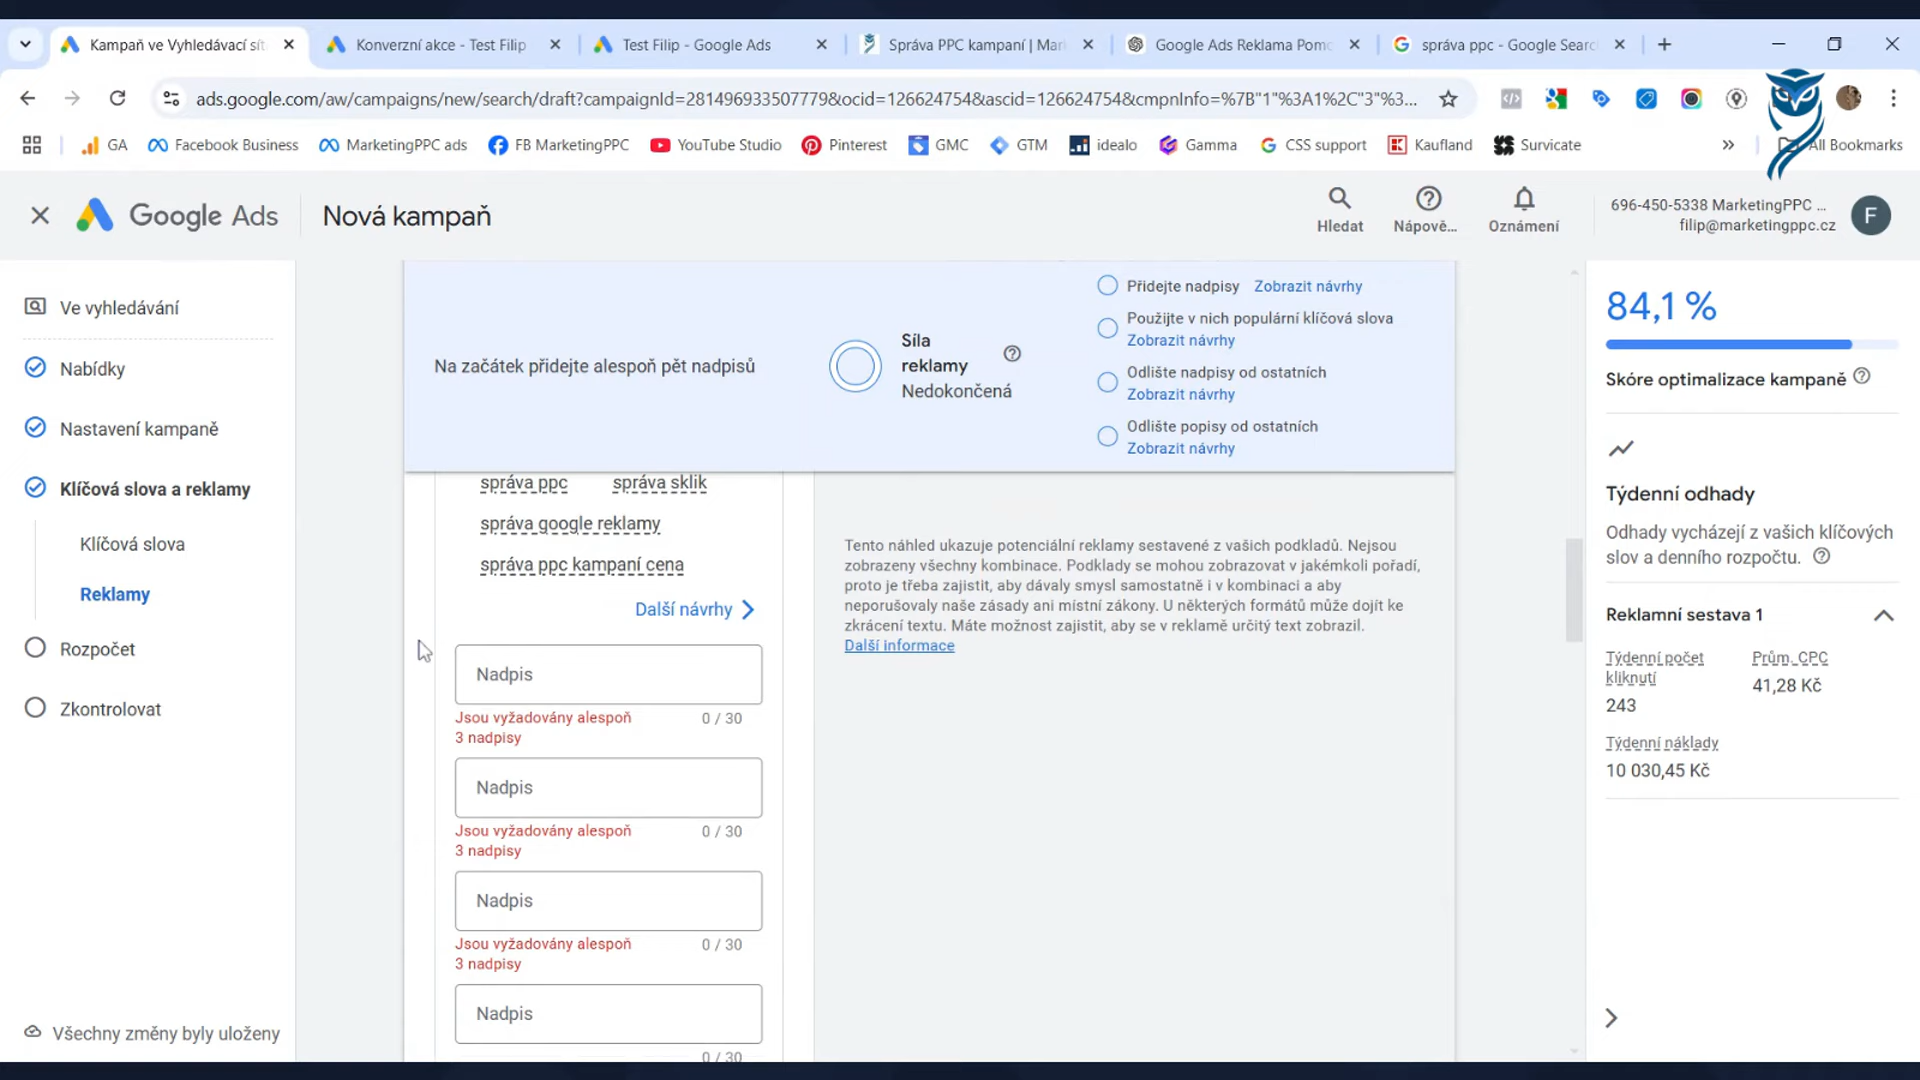 Kampaň ve Vyhledávací sít
Konverzní akce - Test Filip
Test Filip - Google Ads
Správa PPC kampaní | Mar
Google Ads Reklama Pomo
správa ppc - Google Searc
ads.google.com/aw/campaigns/new/search/draft?campaignId=281496933507779&ocid=126624754&ascid=126624754&cmpnInfo=%7B"1"%3A1%2C"3"%3...
GA
Facebook Business
MarketingPPC ads
FB MarketingPPC
YouTube Studio
Pinterest
GMC
GTM
idealo
Gamma
CSS support
Kaufland
Survicate
All Bookmarks
Google Ads
Nová kampaň
Hledat
Nápově...
Oznámení
696-450-5338 MarketingPPC ...
filip@marketingppc.cz
F
Ve vyhledávání
Nabídky
Nastavení kampaně
Klíčová slova a reklamy
Klíčová slova
Reklamy
Rozpočet
Zkontrolovat
Všechny změny byly uloženy
Na začátek přidejte alespoň pět nadpisů
Síla
reklamy
Nedokončená
Přidejte nadpisy Zobrazit návrhy
Použijte v nich populární klíčová slova
Zobrazit návrhy
Odlište nadpisy od ostatních
Zobrazit návrhy
Odlište popisy od ostatních
Zobrazit návrhy
správa ppc
správa sklik
správa google reklamy
správa ppc kampaní cena
Další návrhy
Nadpis
Jsou vyžadovány alespoň
3 nadpisy
0 / 30
Nadpis
Jsou vyžadovány alespoň
3 nadpisy
0 / 30
Nadpis
Jsou vyžadovány alespoň
3 nadpisy
0 / 30
Nadpis
0 / 30
Tento náhled ukazuje potenciální reklamy sestavené z vašich podkladů. Nejsou
zobrazeny všechny kombinace. Podklady se mohou zobrazovat v jakémkoli pořadí,
proto je třeba zajistit, aby dávaly smysl samostatně i v kombinaci a aby
neporušovaly naše zásady ani místní zákony. U některých formátů může dojít ke
zkrácení textu. Máte možnost zajistit, aby se v reklamě určitý text zobrazil.
Další informace
84,1 %
Skóre optimalizace kampaně
Týdenní odhady
Odhady vycházejí z vašich klíčových
slov a denního rozpočtu.
Reklamní sestava 1
Týdenní počet
kliknutí
243
Prům. CPC
41,28 Kč
Týdenní náklady
10 030,45 Kč